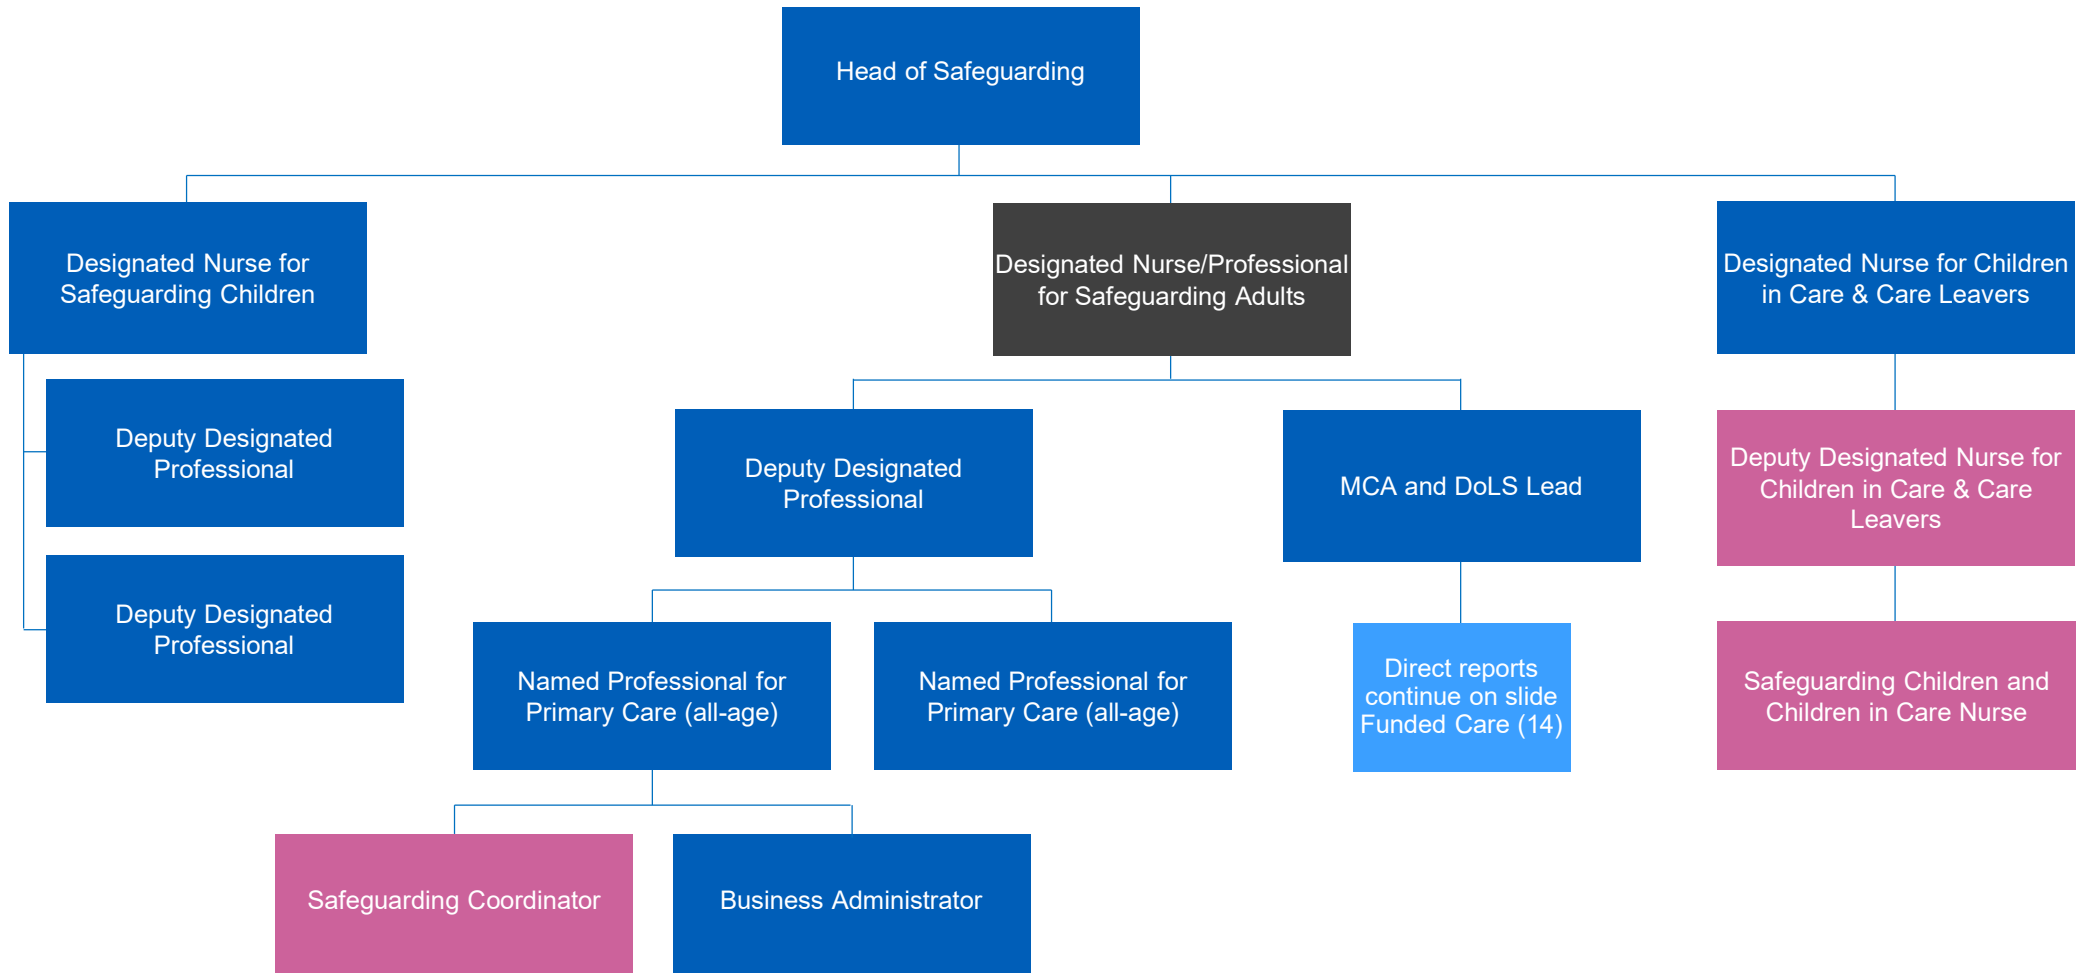 Head of Safeguarding
Designated Nurse for
Safeguarding Children
Designated Nurse/Professional
for Safeguarding Adults
Designated Nurse for Children
in Care & Care Leavers
Deputy Designated
Professional
Deputy Designated
Professional
Deputy Designated
Professional
MCA and DoLS Lead
Deputy Designated Nurse for
Children in Care & Care
Leavers
Named Professional for
Primary Care (all-age)
Named Professional for
Primary Care (all-age)
Direct reports
continue on slide
Funded Care (14)
Safeguarding Children and
Children in Care Nurse
Safeguarding Coordinator
Business Administrator